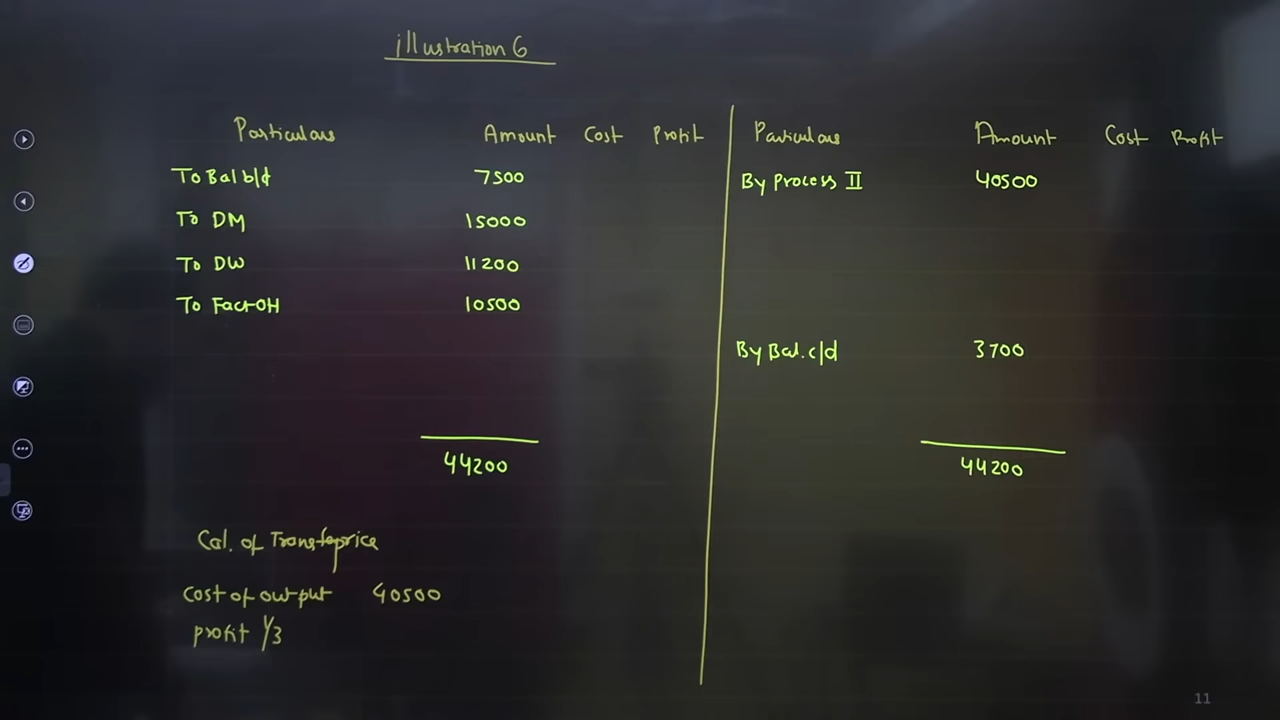 illustration 6
Particulars Amount Cost Profit Particulars Amount Cost Profit
To Bal b/d 7500 By Process II 40500
To DM 15000
To DW 11200
To Fact OH 10500
By Bal. c/d 3700
44200 44200
Cal. of Transfer price
Cost of output 40500
profit 1/3
11